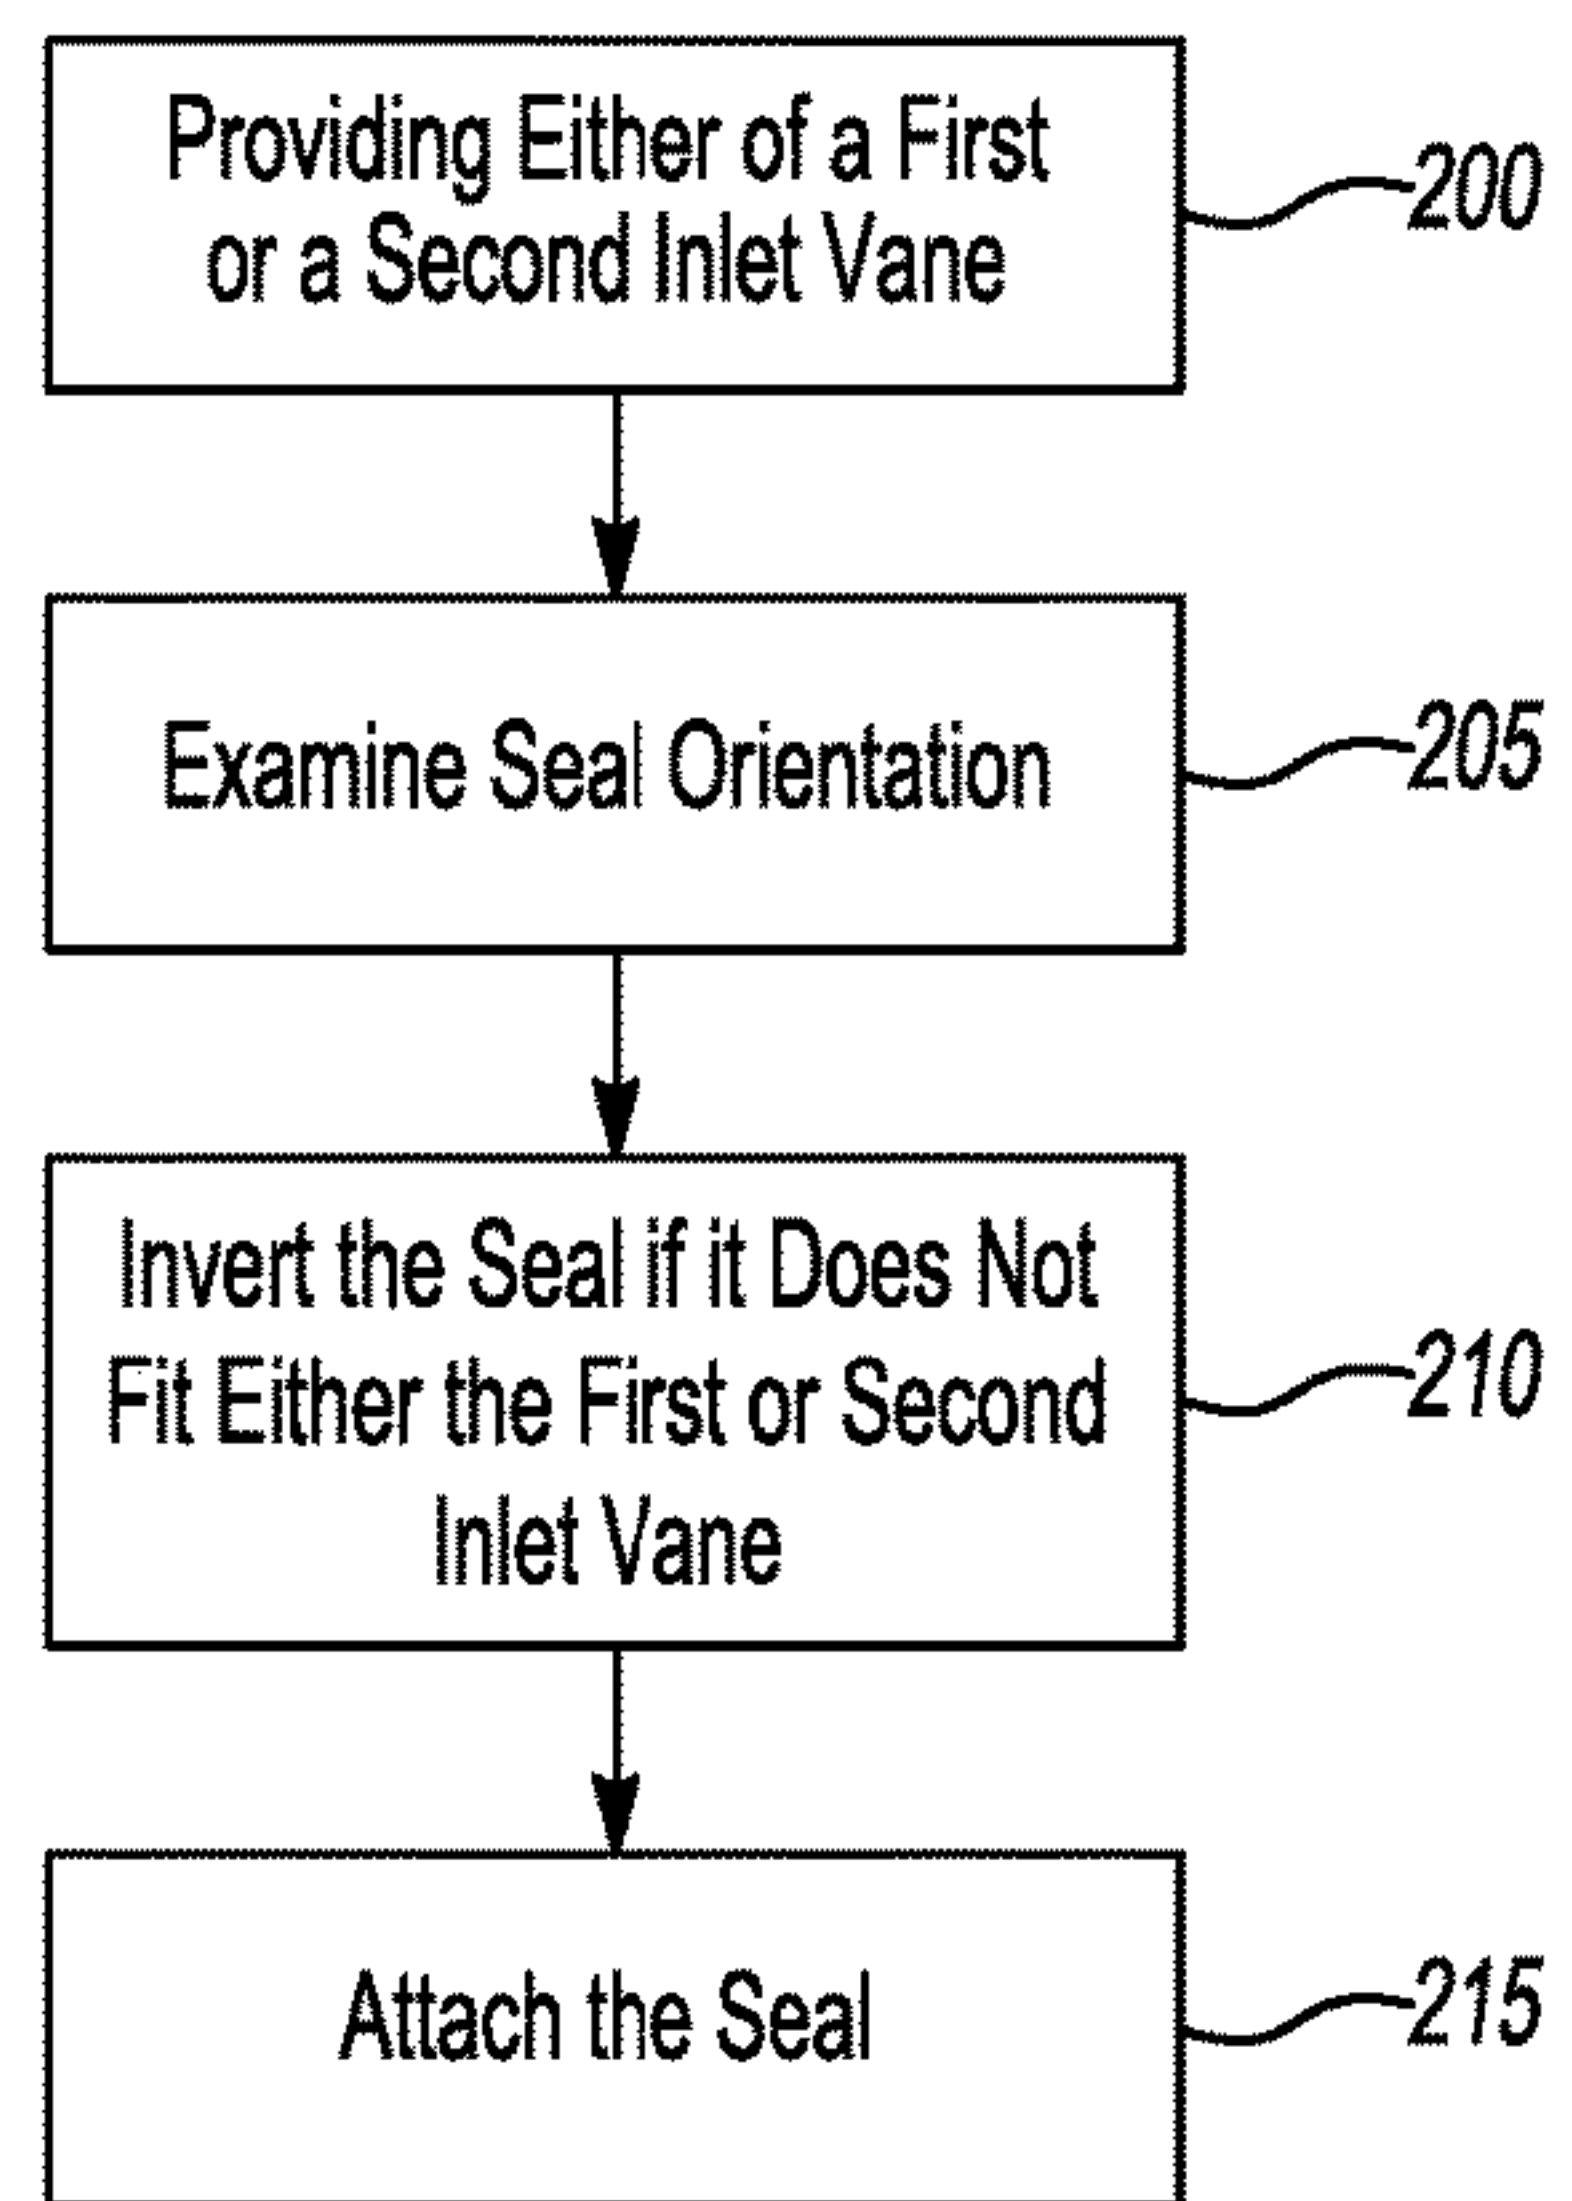 Providing Either of a First
or a Second Inlet Vane
200
Examine Seal Orientation
205
Invert the Seal if it Does Not
Fit Either the First or Second
Inlet Vane
210
Attach the Seal
215